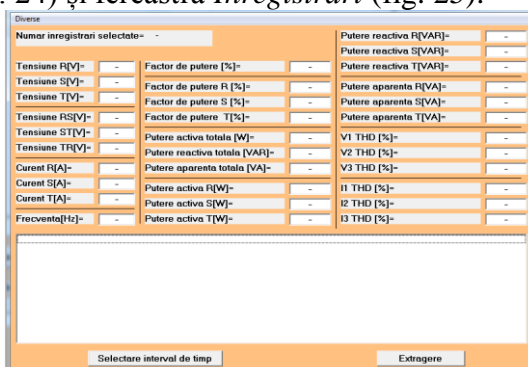 24) și fereastra Înregistrări (fig. 25).
Diverse
Numar inregistrari selectate= -
Tensiune R[V]= -
Tensiune S[V]= -
Tensiune T[V]= -
Tensiune RS[V]= -
Tensiune ST[V]= -
Tensiune TR[V]= -
Curent R[A]= -
Curent S[A]= -
Curent T[A]= -
Frecventa[Hz]= -
Factor de putere [%]= -
Factor de putere R [%]= -
Factor de putere S [%]= -
Factor de putere T[%]= -
Putere activa totala [W]= -
Putere reactiva totala [VAR]= -
Putere aparenta totala [VA]= -
Putere activa R[W]= -
Putere activa S[W]= -
Putere activa T[W]= -
Putere reactiva R[VAR]= -
Putere reactiva S[VAR]= -
Putere reactiva T[VAR]= -
Putere aparenta R[VA]= -
Putere aparenta S[VA]= -
Putere aparenta T[VA]= -
V1 THD [%]= -
V2 THD [%]= -
V3 THD [%]= -
I1 THD [%]= -
I2 THD [%]= -
I3 THD [%]= -
Selectare interval de timp
Extragere